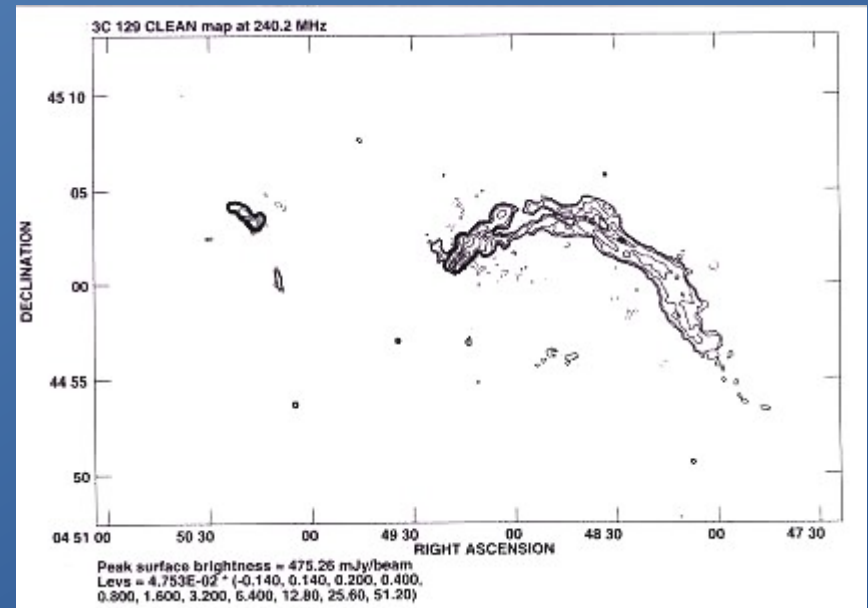 3C 129 CLEAN map at 240.2 MHz
45 10
05
00
44 55
50
DECLINATION
04 51 00 50 30 00 49 30 00 48 30 00 47 30
RIGHT ASCENSION
Peak surface brightness = 475.26 mJy/beam
Levs = 4.753E-02 * (-0.140, 0.140, 0.200, 0.400,
0.800, 1.600, 3.200, 6.400, 12.80, 25.60, 51.20)